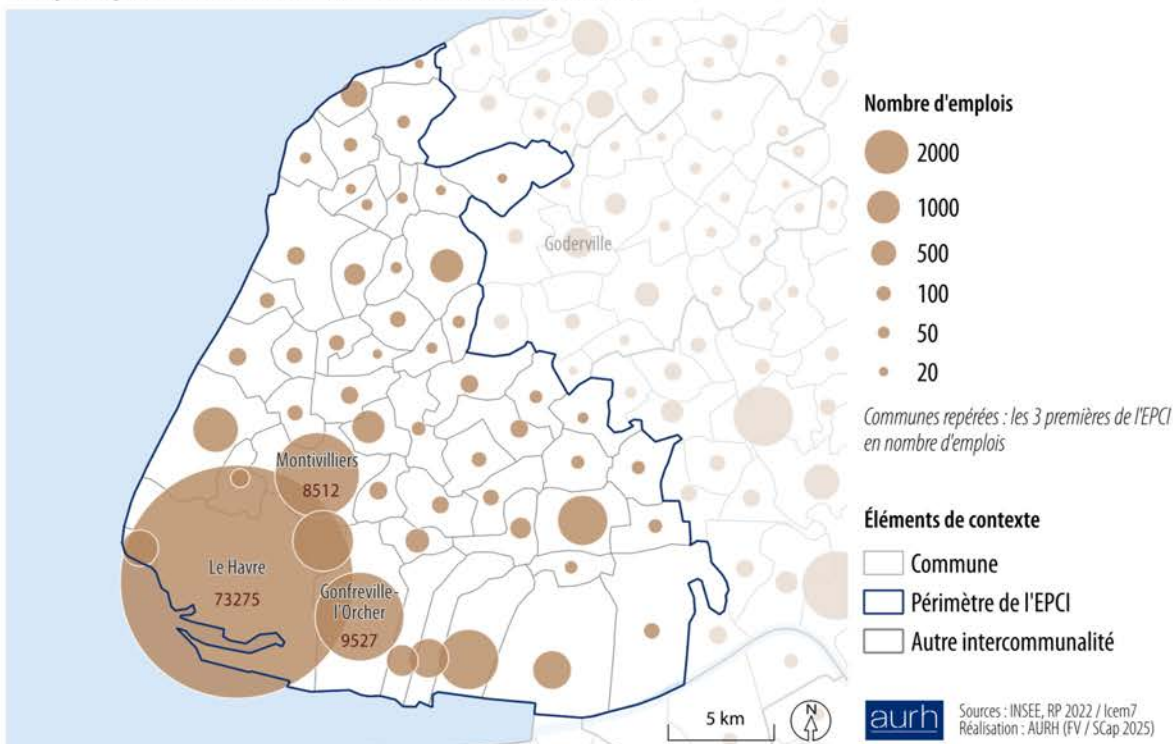 Nombre d'emplois
2000
1000
500
100
50
20
Communes repérées : les 3 premières de l'EPCI
en nombre d'emplois
Éléments de contexte
Commune
Périmètre de l'EPCI
Autre intercommunalité
Goderville
Montivilliers
8512
Le Havre
73275
Gonfreville-
l'Orcher
9527
5 km
N
aurh
Sources : INSEE, RP 2022 / Icem7
Réalisation : AURH (FV / SCap 2025)